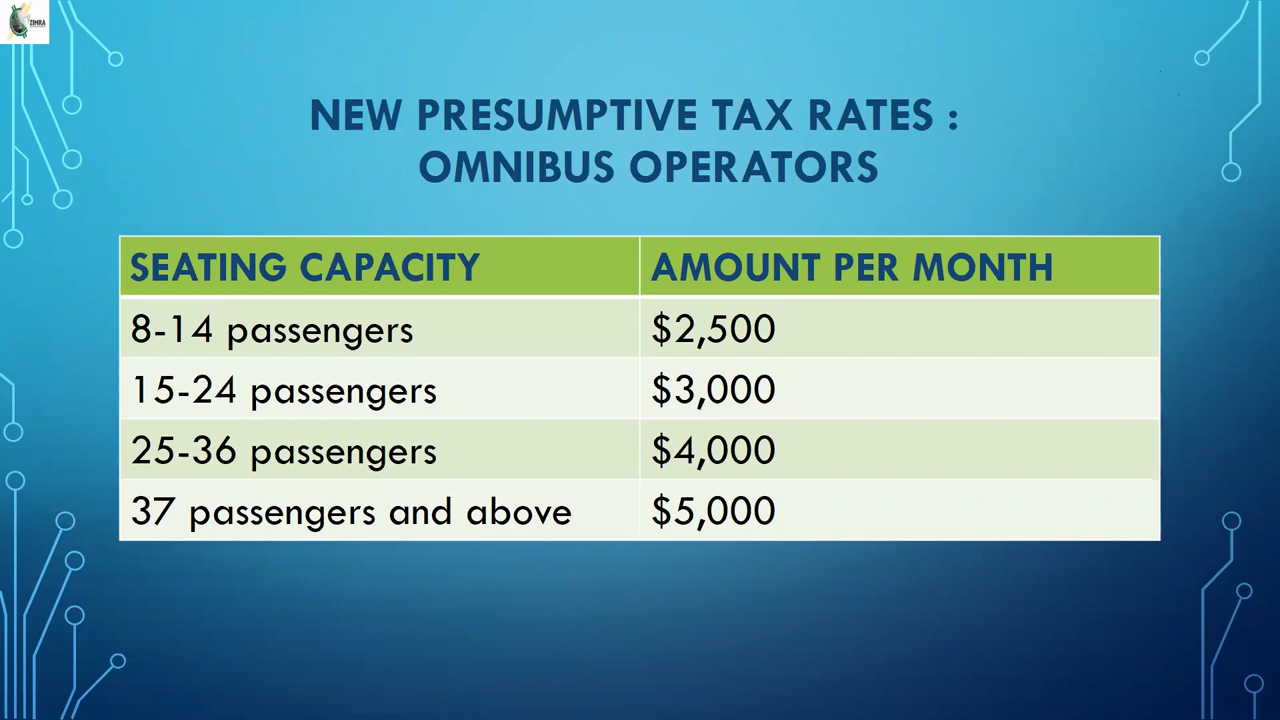 ZIMRA
NEW PRESUMPTIVE TAX RATES :
OMNIBUS OPERATORS
SEATING CAPACITY AMOUNT PER MONTH
8-14 passengers $2,500
15-24 passengers $3,000
25-36 passengers $4,000
37 passengers and above $5,000